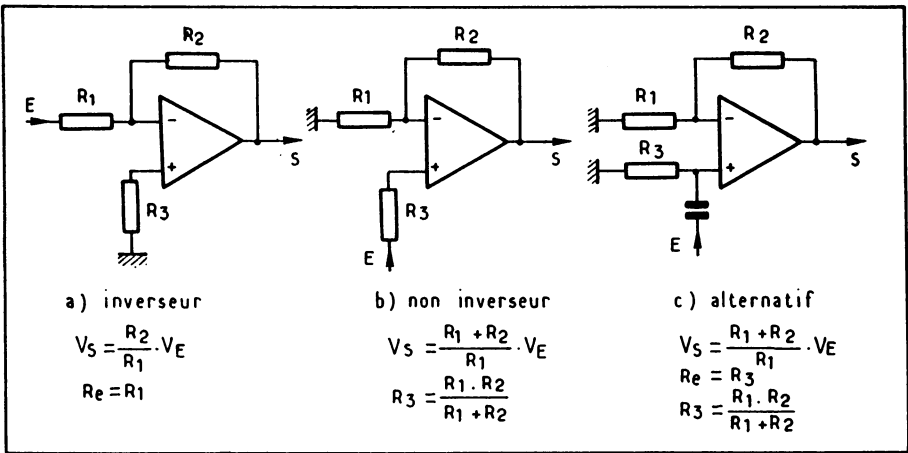 R2
E
R1
-
+
S
R3
a) inverseur
VS = R2/R1 · VE
Re = R1
R2
R1
-
+
S
R3
E
b) non inverseur
VS = R1 + R2/R1 · VE
R3 = R1 . R2/R1 + R2
R2
R1
-
R3
+
S
E
c) alternatif
VS = R1 + R2/R1 · VE
Re = R3
R3 = R1 . R2/R1 + R2